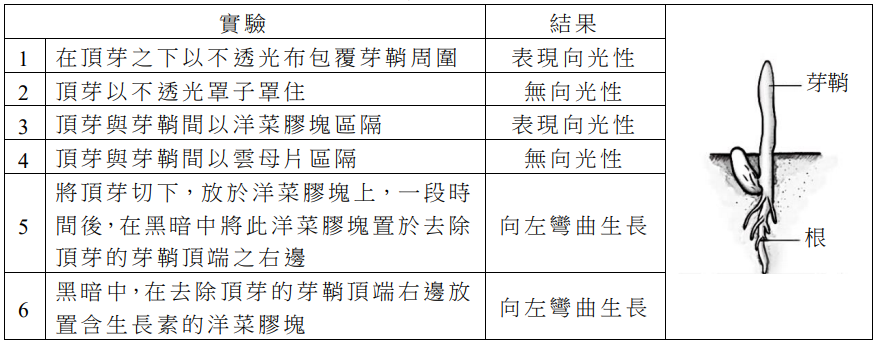 實驗 結果
1 在頂芽之下以不透光布包覆芽鞘周圍 表現向光性
2 頂芽以不透光罩子罩住 無向光性
3 頂芽與芽鞘間以洋菜膠塊區隔 表現向光性
4 頂芽與芽鞘間以雲母片區隔 無向光性
5 將頂芽切下，放於洋菜膠塊上，一段時
間後，在黑暗中將此洋菜膠塊置於去除
頂芽的芽鞘頂端之右邊 向左彎曲生長
6 黑暗中，在去除頂芽的芽鞘頂端右邊放
置含生長素的洋菜膠塊 向左彎曲生長
芽鞘
根